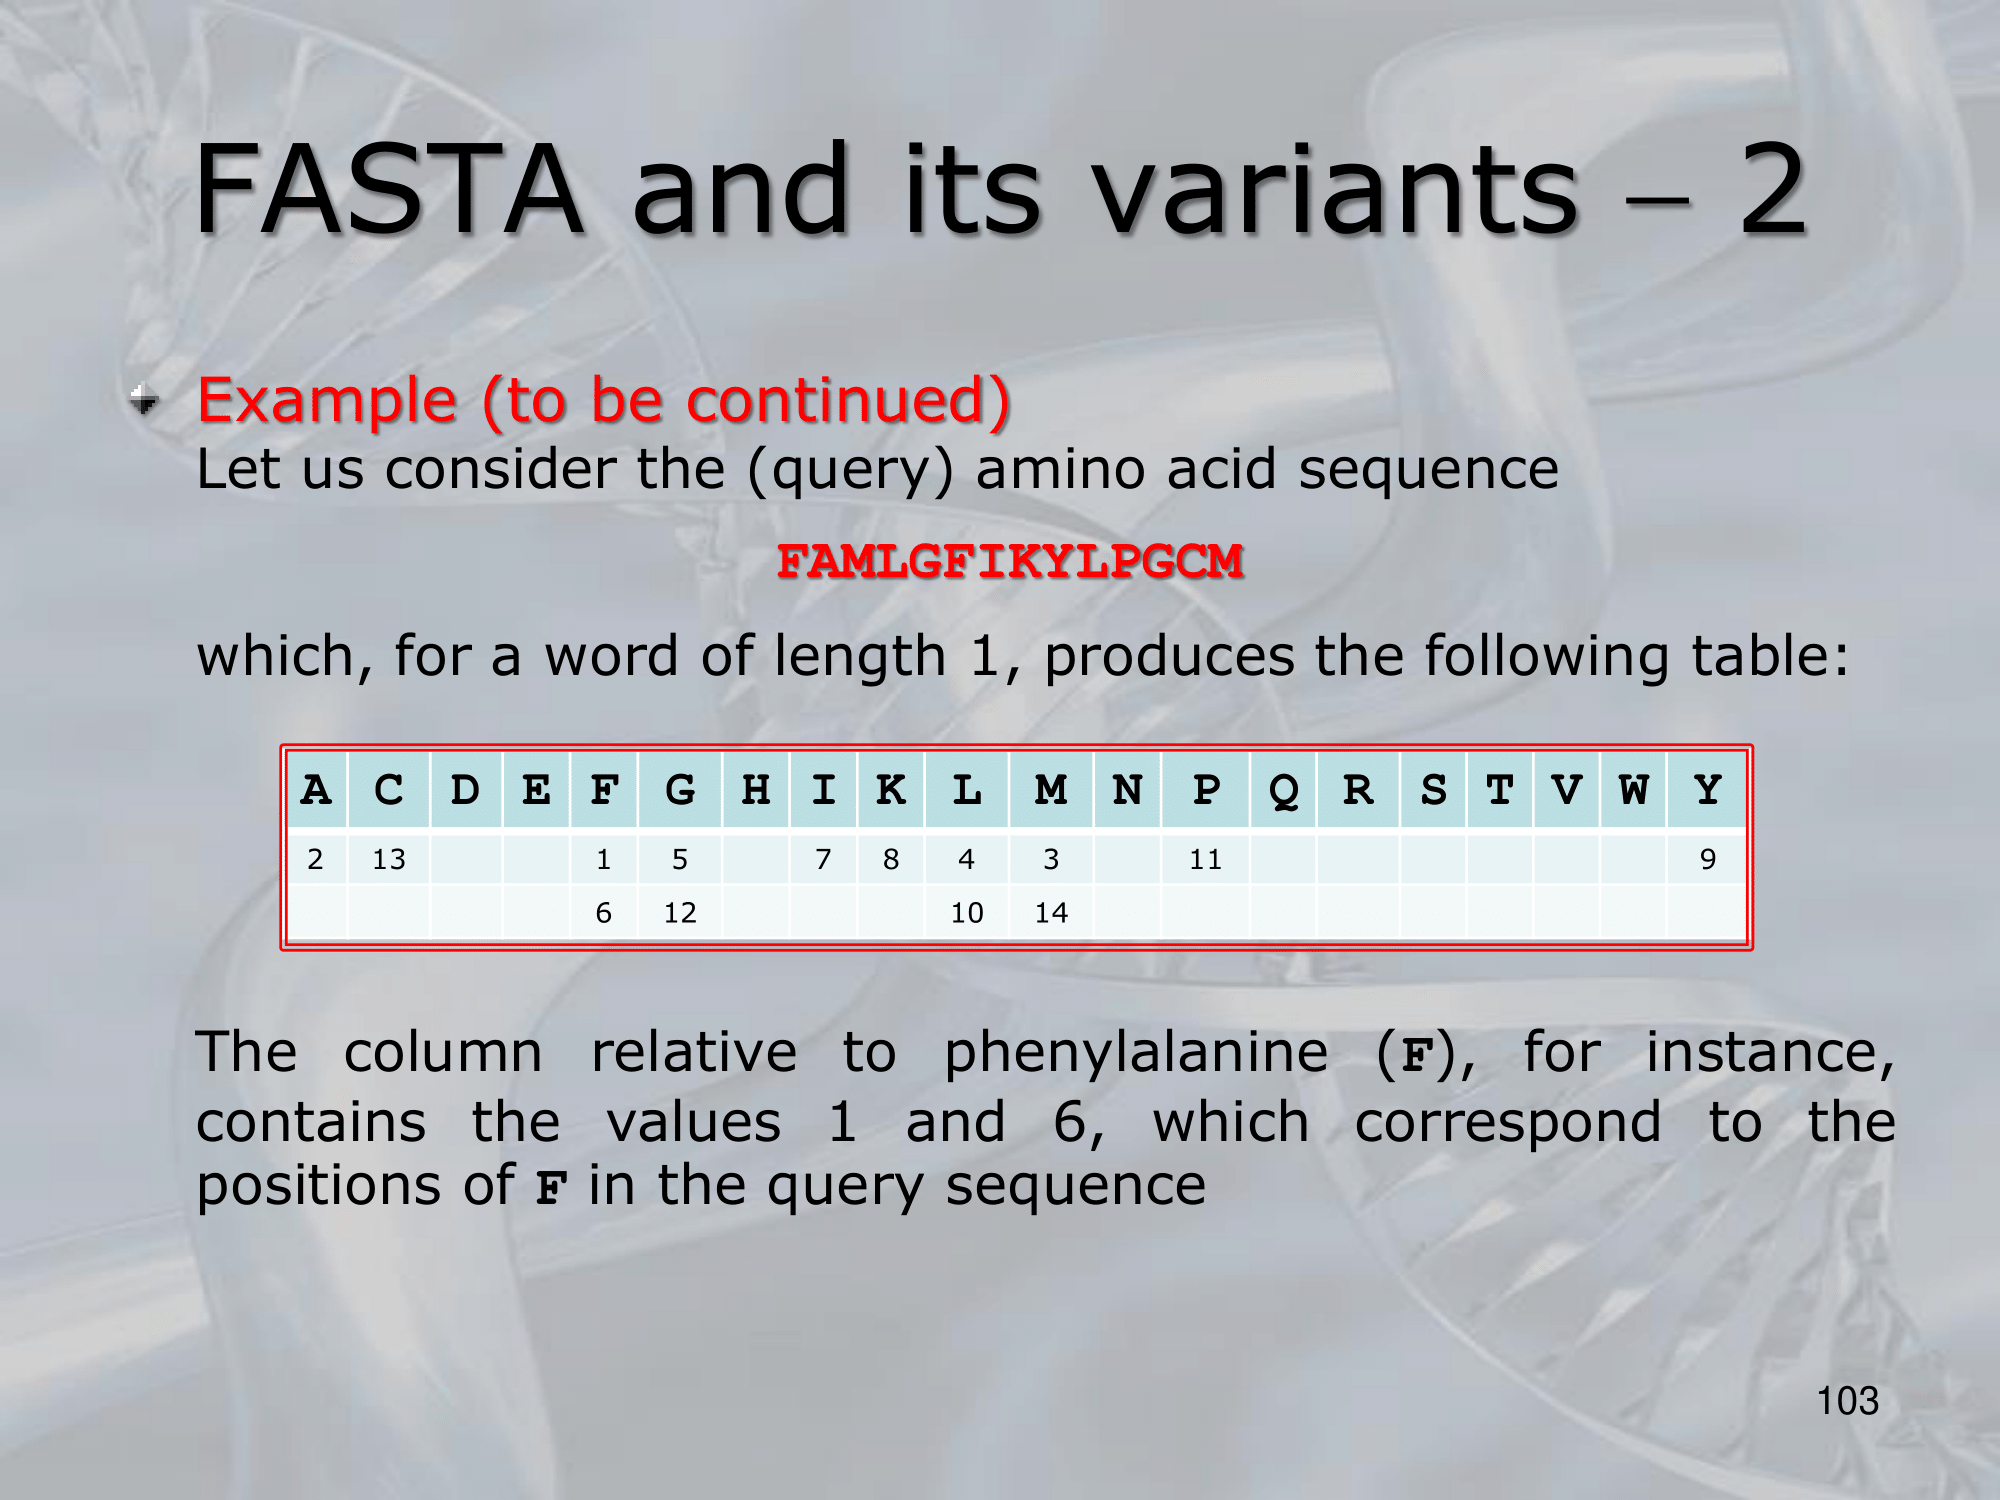 FASTA and its variants – 2
Example (to be continued)
Let us consider the (query) amino acid sequence
FAMLGFIKYLPGCM
which, for a word of length 1, produces the following table:
A C D E F G H I K L M N P Q R S T V W Y
2 13 1 5 7 8 4 3 11 9
6 12 10 14
The column relative to phenylalanine (F), for instance,
contains the values 1 and 6, which correspond to the
positions of F in the query sequence
103